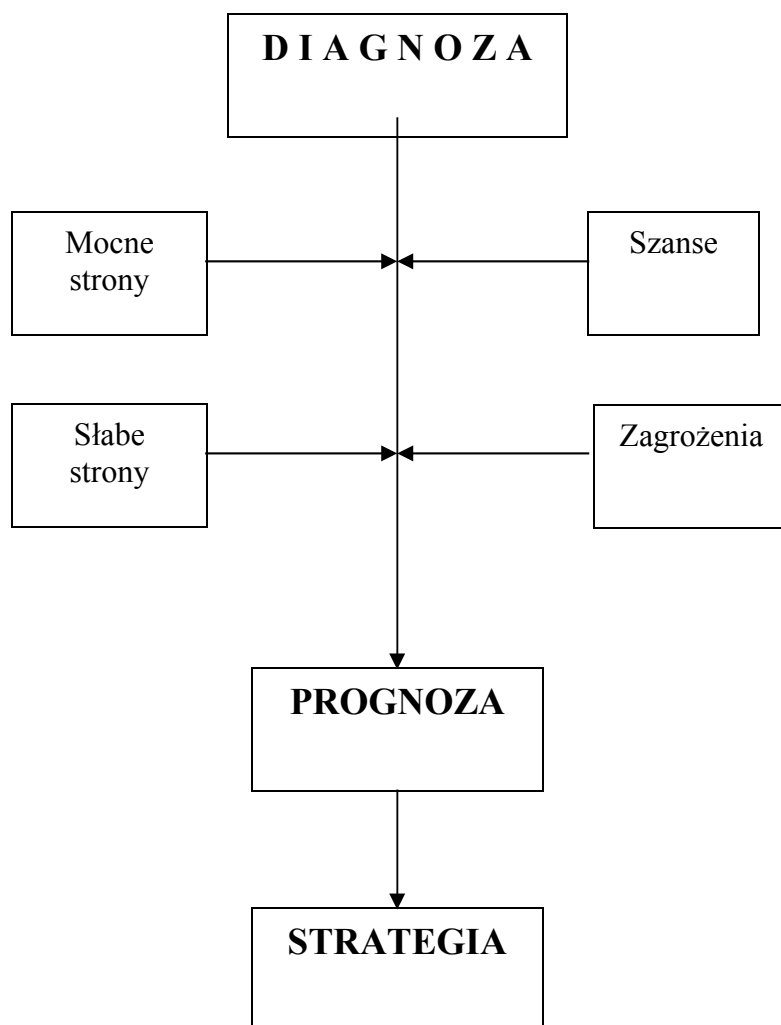 D I A G N O Z A
Mocne
strony
Szanse
Słabe
strony
Zagrożenia
PROGNOZA
STRATEGIA